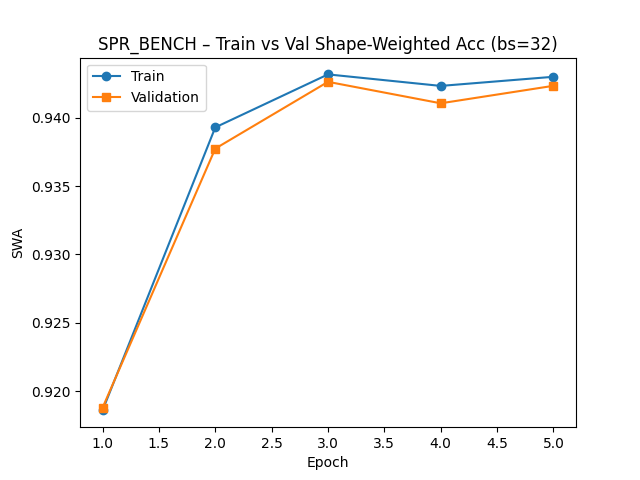 SPR_BENCH – Train vs Val Shape-Weighted Acc (bs=32)
Train
Validation
SWA
0.940
0.935
0.930
0.925
0.920
1.0 1.5 2.0 2.5 3.0 3.5 4.0 4.5 5.0
Epoch